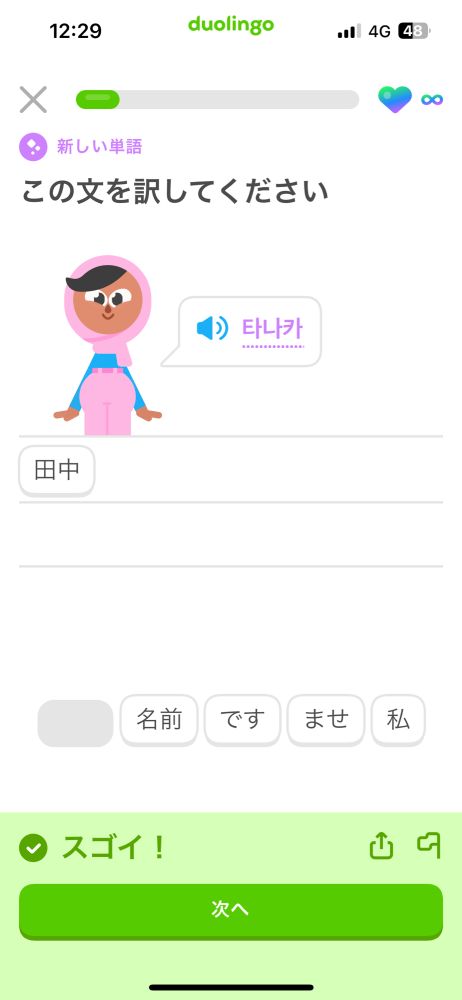 12:29
duolingo
4G
48
新しい単語
この文を訳してください
타나카
田中
名前
です
ませ
私
スゴイ！
次へ